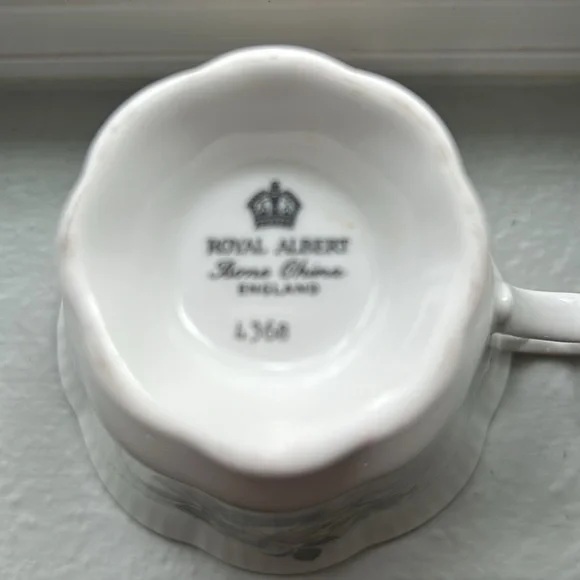 ROYAL ALBERT
Bone China
ENGLAND
4368